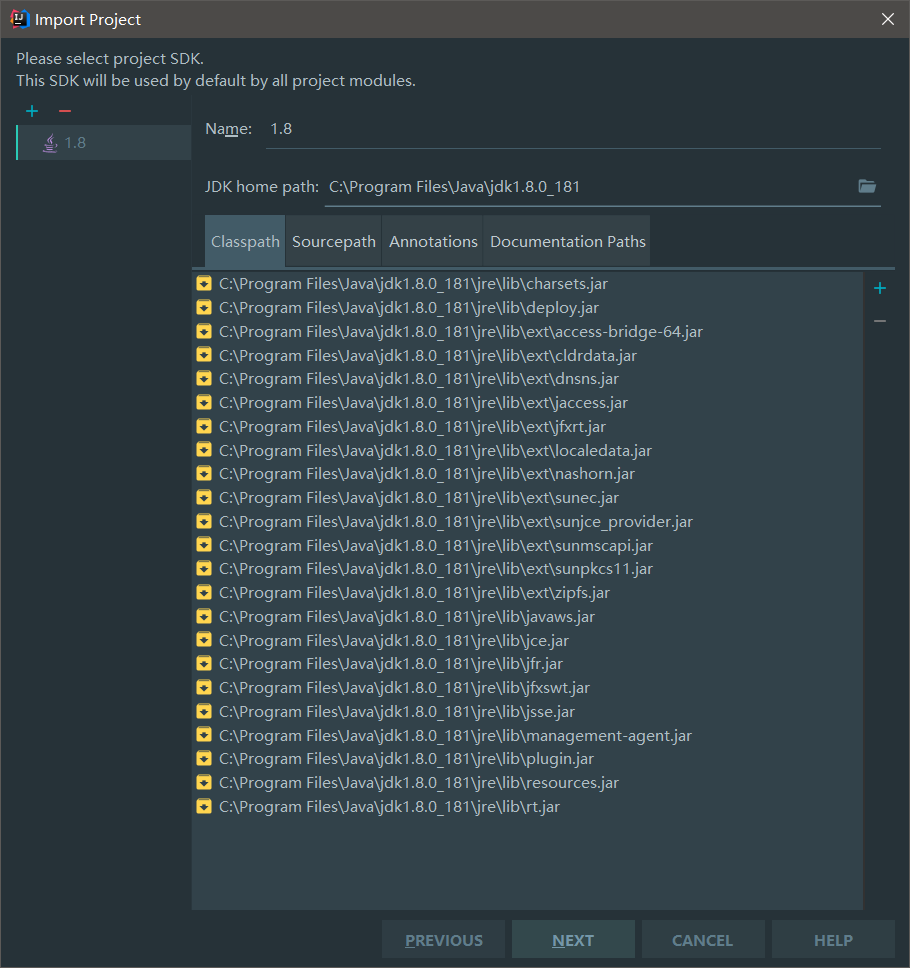 Import Project
Please select project SDK.
This SDK will be used by default by all project modules.
1.8
Name: 1.8
JDK home path: C:\Program Files\Java\jdk1.8.0_181
Classpath Sourcepath Annotations Documentation Paths
C:\Program Files\Java\jdk1.8.0_181\jre\lib\charsets.jar
C:\Program Files\Java\jdk1.8.0_181\jre\lib\deploy.jar
C:\Program Files\Java\jdk1.8.0_181\jre\lib\ext\access-bridge-64.jar
C:\Program Files\Java\jdk1.8.0_181\jre\lib\ext\cldrdata.jar
C:\Program Files\Java\jdk1.8.0_181\jre\lib\ext\dnsns.jar
C:\Program Files\Java\jdk1.8.0_181\jre\lib\ext\jaccess.jar
C:\Program Files\Java\jdk1.8.0_181\jre\lib\ext\jfxrt.jar
C:\Program Files\Java\jdk1.8.0_181\jre\lib\ext\localedata.jar
C:\Program Files\Java\jdk1.8.0_181\jre\lib\ext\nashorn.jar
C:\Program Files\Java\jdk1.8.0_181\jre\lib\ext\sunec.jar
C:\Program Files\Java\jdk1.8.0_181\jre\lib\ext\sunjce_provider.jar
C:\Program Files\Java\jdk1.8.0_181\jre\lib\ext\sunmscapi.jar
C:\Program Files\Java\jdk1.8.0_181\jre\lib\ext\sunpkcs11.jar
C:\Program Files\Java\jdk1.8.0_181\jre\lib\ext\zipfs.jar
C:\Program Files\Java\jdk1.8.0_181\jre\lib\javaws.jar
C:\Program Files\Java\jdk1.8.0_181\jre\lib\jce.jar
C:\Program Files\Java\jdk1.8.0_181\jre\lib\jfr.jar
C:\Program Files\Java\jdk1.8.0_181\jre\lib\jfxswt.jar
C:\Program Files\Java\jdk1.8.0_181\jre\lib\jsse.jar
C:\Program Files\Java\jdk1.8.0_181\jre\lib\management-agent.jar
C:\Program Files\Java\jdk1.8.0_181\jre\lib\plugin.jar
C:\Program Files\Java\jdk1.8.0_181\jre\lib\resources.jar
C:\Program Files\Java\jdk1.8.0_181\jre\lib\rt.jar
PREVIOUS NEXT CANCEL HELP